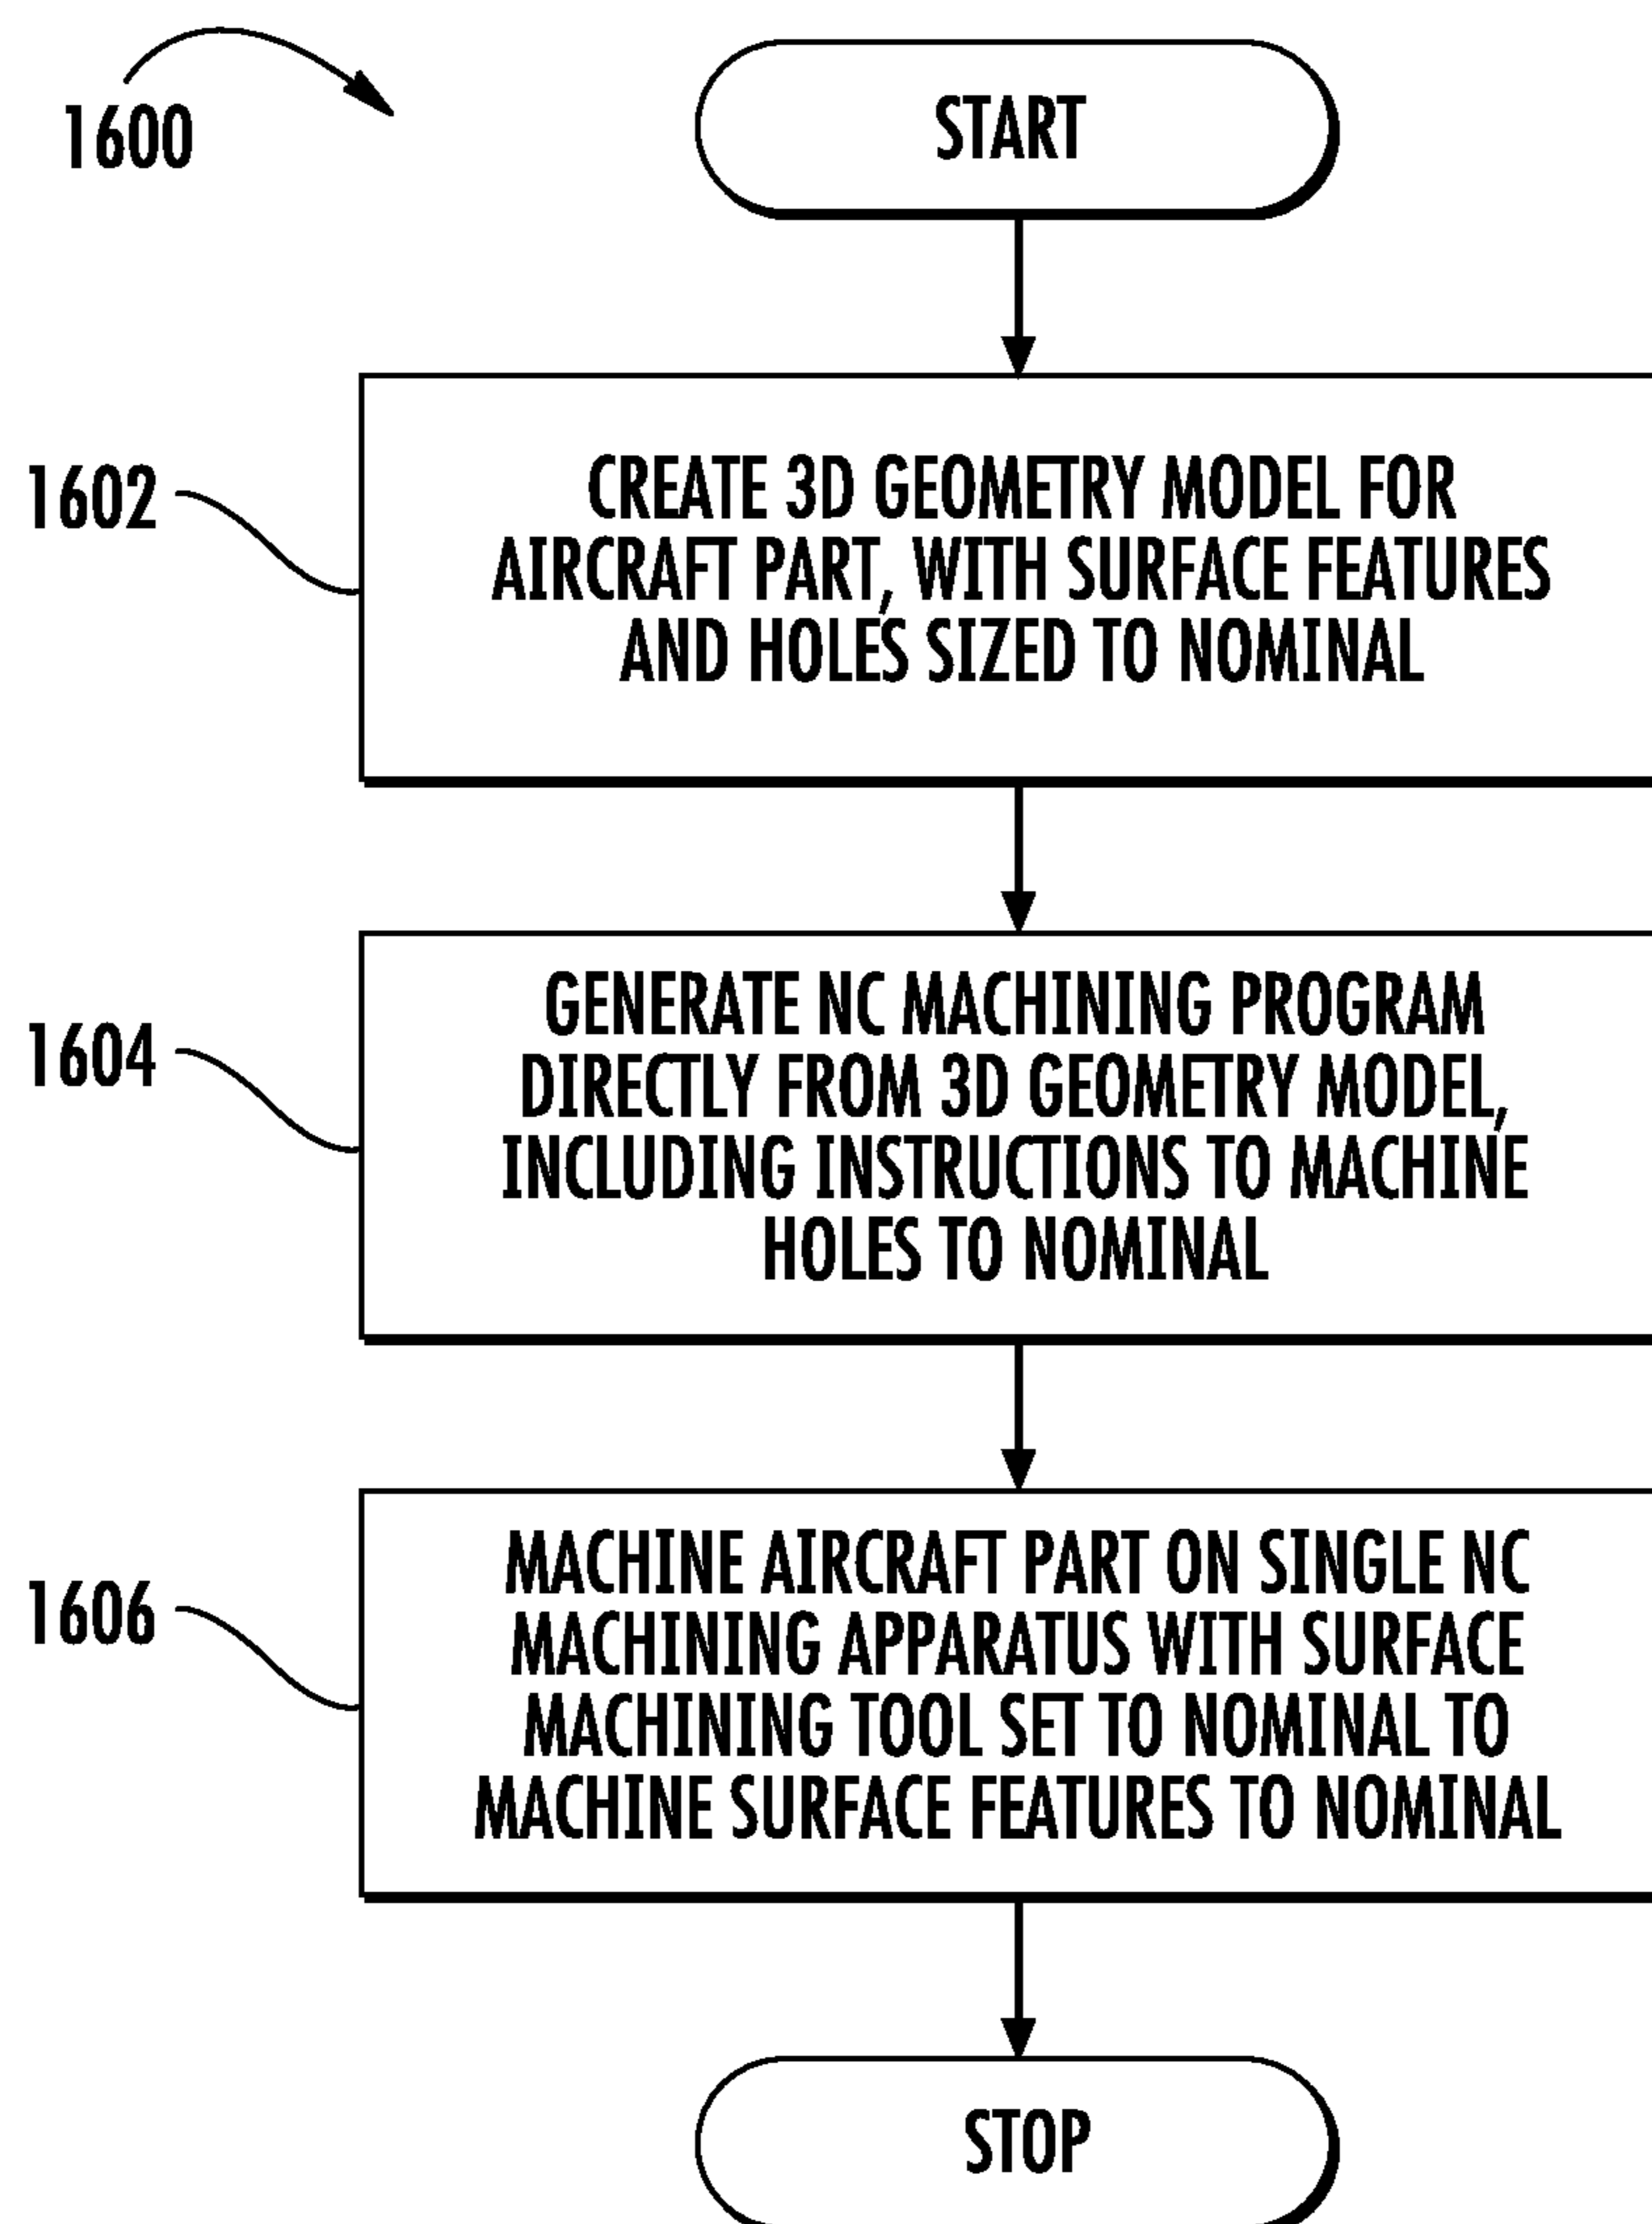 1600
START
1602
CREATE 3D GEOMETRY MODEL FOR
AIRCRAFT PART, WITH SURFACE FEATURES
AND HOLES SIZED TO NOMINAL
1604
GENERATE NC MACHINING PROGRAM
DIRECTLY FROM 3D GEOMETRY MODEL,
INCLUDING INSTRUCTIONS TO MACHINE
HOLES TO NOMINAL
1606
MACHINE AIRCRAFT PART ON SINGLE NC
MACHINING APPARATUS WITH SURFACE
MACHINING TOOL SET TO NOMINAL TO
MACHINE SURFACE FEATURES TO NOMINAL
STOP